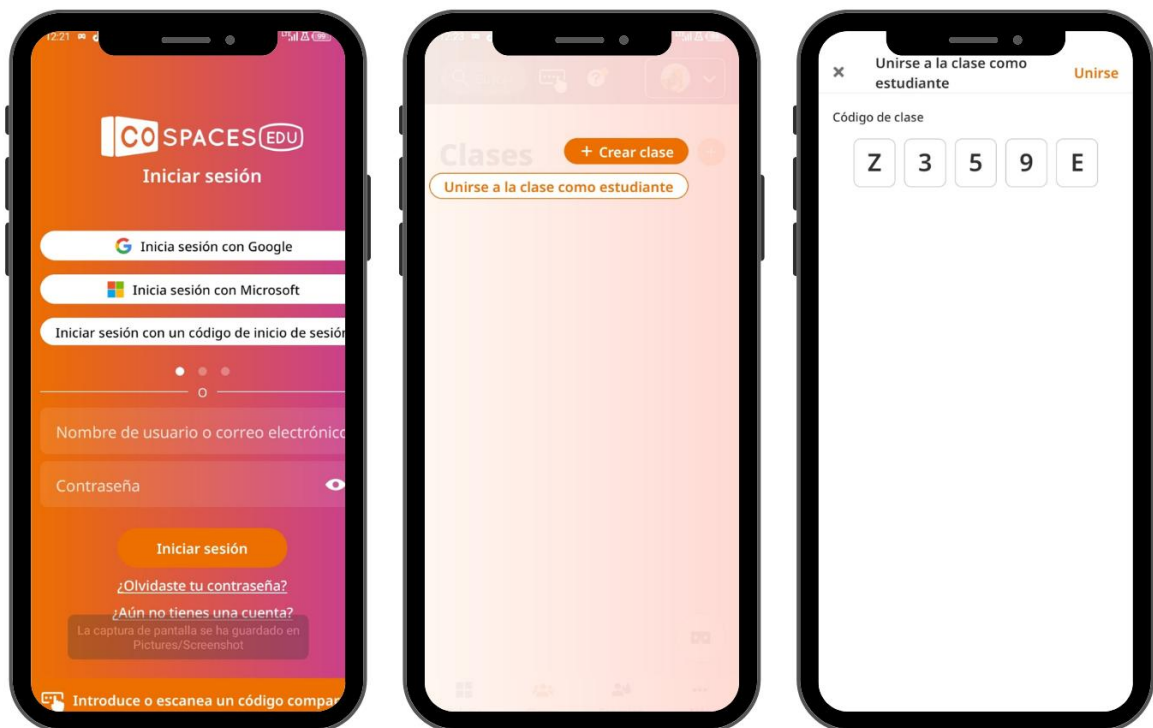 12:21
COSPACES EDU
Iniciar sesión
Inicia sesión con Google
Inicia sesión con Microsoft
Iniciar sesión con un código de inicio de sesión
O
Nombre de usuario o correo electrónico
Contraseña
Iniciar sesión
¿Olvidaste tu contraseña?
¿Aún no tienes una cuenta?
La captura de pantalla se ha guardado en
Pictures/Screenshot
Introduce o escanea un código compar
Clases
+ Crear clase
Unirse a la clase como estudiante
Unirse a la clase como
estudiante
Unirse
Código de clase
Z 3 5 9 E